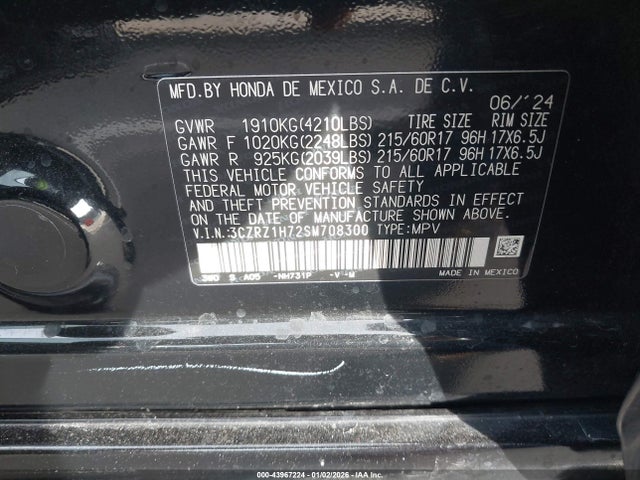 MFD.BY HONDA DE MEXICO S.A. DE C.V.
06/'24
GVWR 1910KG(4210LBS) TIRE SIZE RIM SIZE
GAWR F 1020KG(2248LBS) 215/60R17 96H 17X6.5J
GAWR R 925KG(2039LBS) 215/60R17 96H 17X6.5J
THIS VEHICLE CONFORMS TO ALL APPLICABLE
FEDERAL MOTOR VEHICLE SAFETY AND
THEFT PREVENTION STANDARDS IN EFFECT
ON THE DATE OF MANUFACTURE SHOWN ABOVE.
V.I.N.:3CZRZ1H72SM708300 TYPE:MPV
3W0 S A05 -NH731P -V -M MADE IN MEXICO
000-43967224 - 01/02/2026 - IAA Inc.